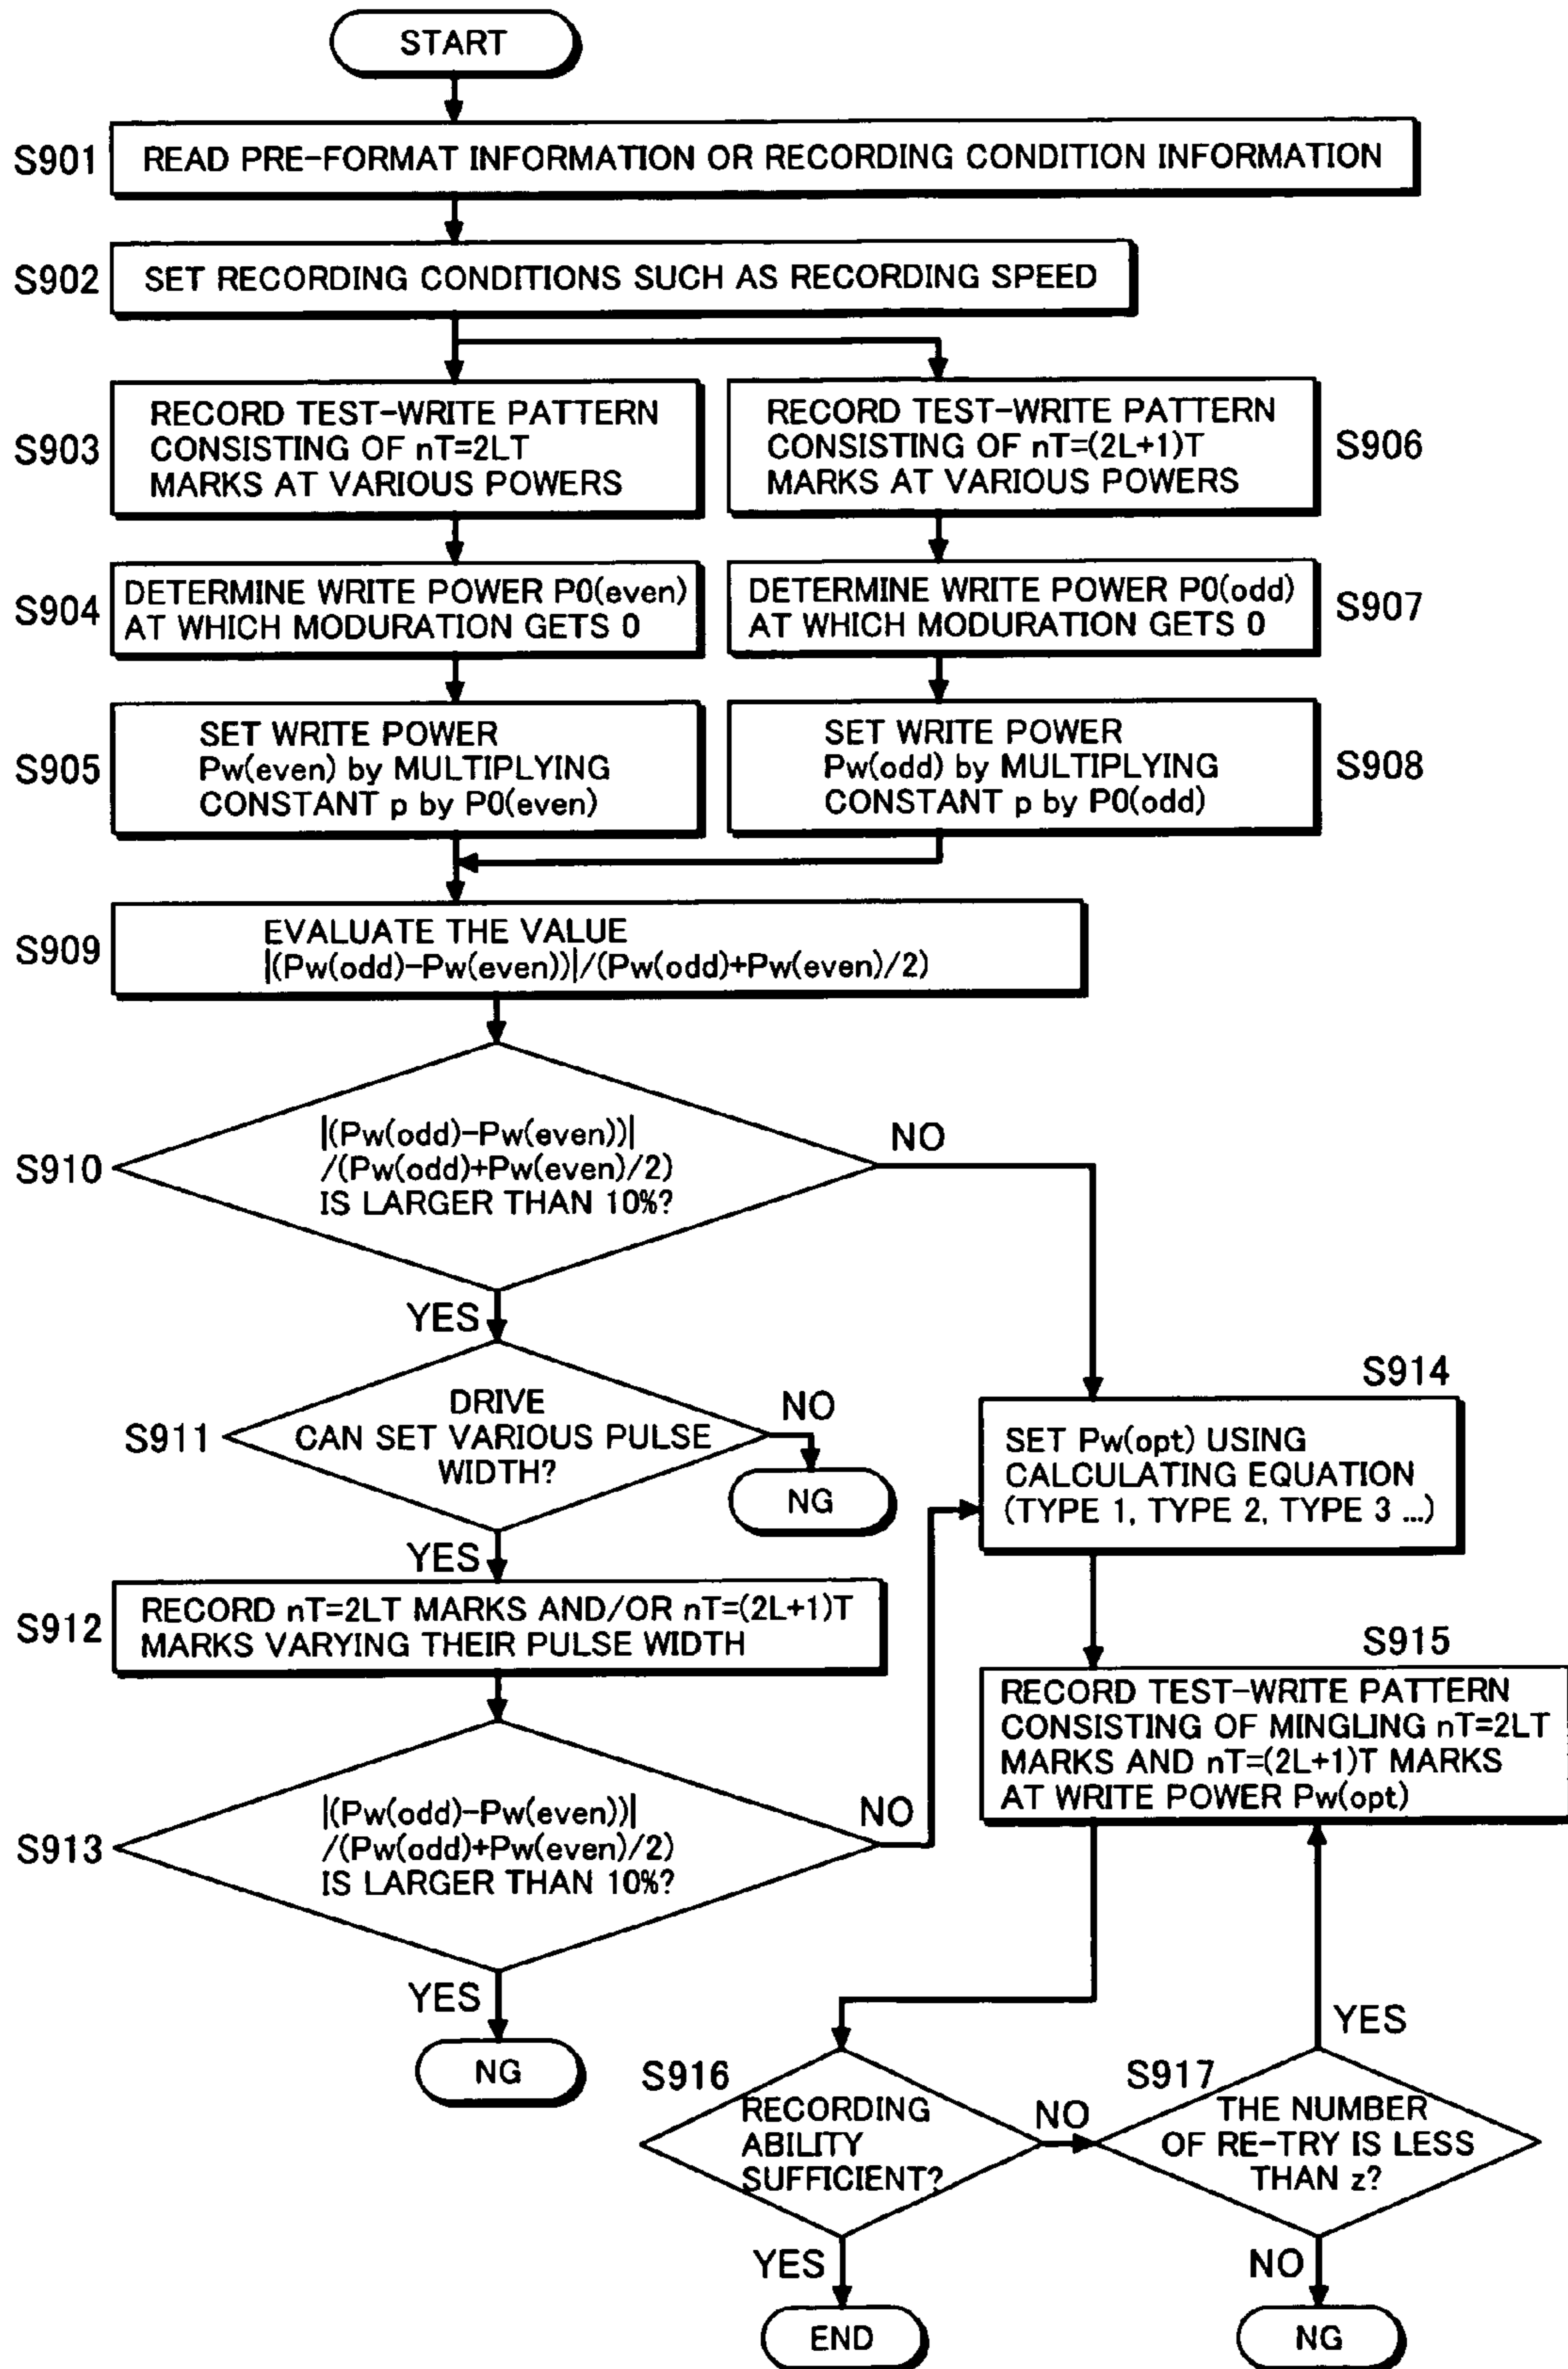 START
S901
READ PRE-FORMAT INFORMATION OR RECORDING CONDITION INFORMATION
S902
SET RECORDING CONDITIONS SUCH AS RECORDING SPEED
S903
RECORD TEST-WRITE PATTERN
CONSISTING OF nT=2LT
MARKS AT VARIOUS POWERS
RECORD TEST-WRITE PATTERN
CONSISTING OF nT=(2L+1)T
MARKS AT VARIOUS POWERS
S906
S904
DETERMINE WRITE POWER P0(even)
AT WHICH MODURATION GETS 0
DETERMINE WRITE POWER P0(odd)
AT WHICH MODURATION GETS 0
S907
S905
SET WRITE POWER
Pw(even) by MULTIPLYING
CONSTANT p by P0(even)
SET WRITE POWER
Pw(odd) by MULTIPLYING
CONSTANT p by P0(odd)
S908
S909
EVALUATE THE VALUE
|(Pw(odd)-Pw(even))|/(Pw(odd)+Pw(even)/2)
S910
|(Pw(odd)-Pw(even))|
/(Pw(odd)+Pw(even)/2)
IS LARGER THAN 10%?
NO
YES
S911
DRIVE
CAN SET VARIOUS PULSE
WIDTH?
NO
NG
YES
S914
SET Pw(opt) USING
CALCULATING EQUATION
(TYPE 1, TYPE 2, TYPE 3 ...)
S912
RECORD nT=2LT MARKS AND/OR nT=(2L+1)T
MARKS VARYING THEIR PULSE WIDTH
S915
RECORD TEST-WRITE PATTERN
CONSISTING OF MINGLING nT=2LT
MARKS AND nT=(2L+1)T MARKS
AT WRITE POWER Pw(opt)
S913
|(Pw(odd)-Pw(even))|
/(Pw(odd)+Pw(even)/2)
IS LARGER THAN 10%?
NO
YES
NG
S916
RECORDING
ABILITY
SUFFICIENT?
NO
YES
END
S917
THE NUMBER
OF RE-TRY IS LESS
THAN z?
YES
NO
NG